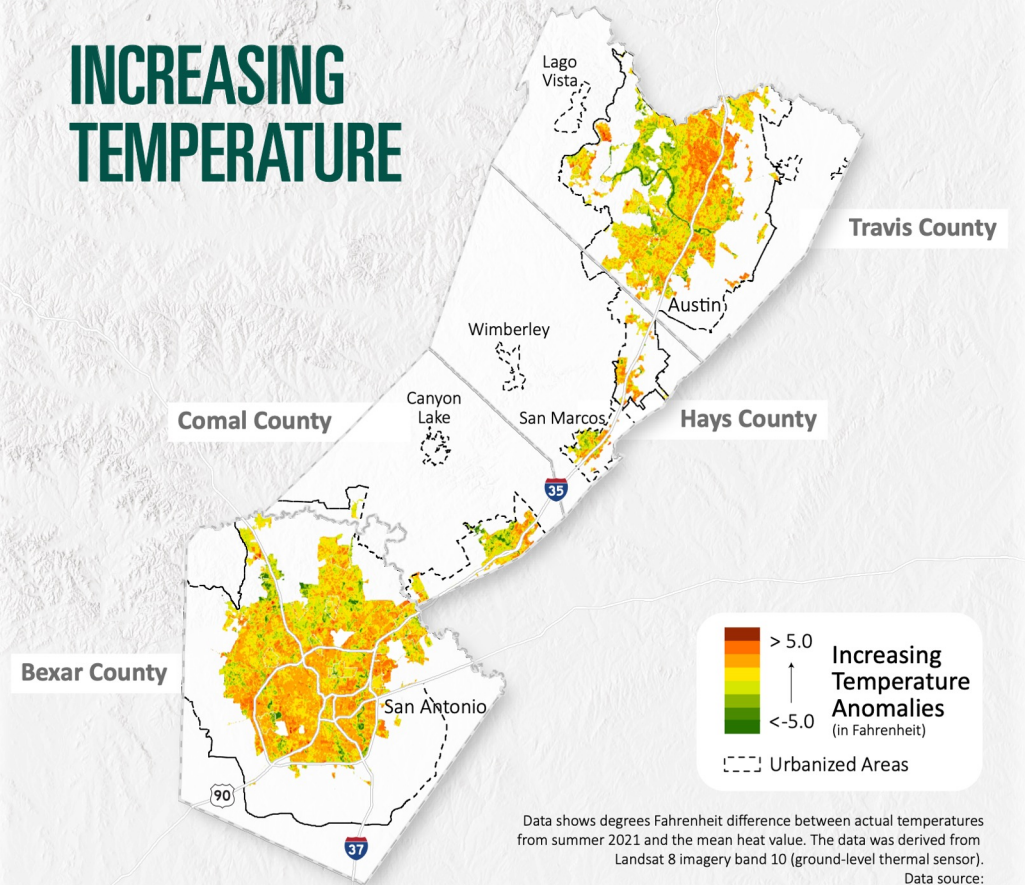 INCREASING
TEMPERATURE
Lago
Vista
Travis County
Austin
Wimberley
Canyon
Lake
Comal County
San Marcos
Hays County
35
Bexar County
San Antonio
90
37
> 5.0
<-5.0
Increasing
Temperature
Anomalies
(in Fahrenheit)
Urbanized Areas
Data shows degrees Fahrenheit difference between actual temperatures
from summer 2021 and the mean heat value. The data was derived from
Landsat 8 imagery band 10 (ground-level thermal sensor).
Data source: